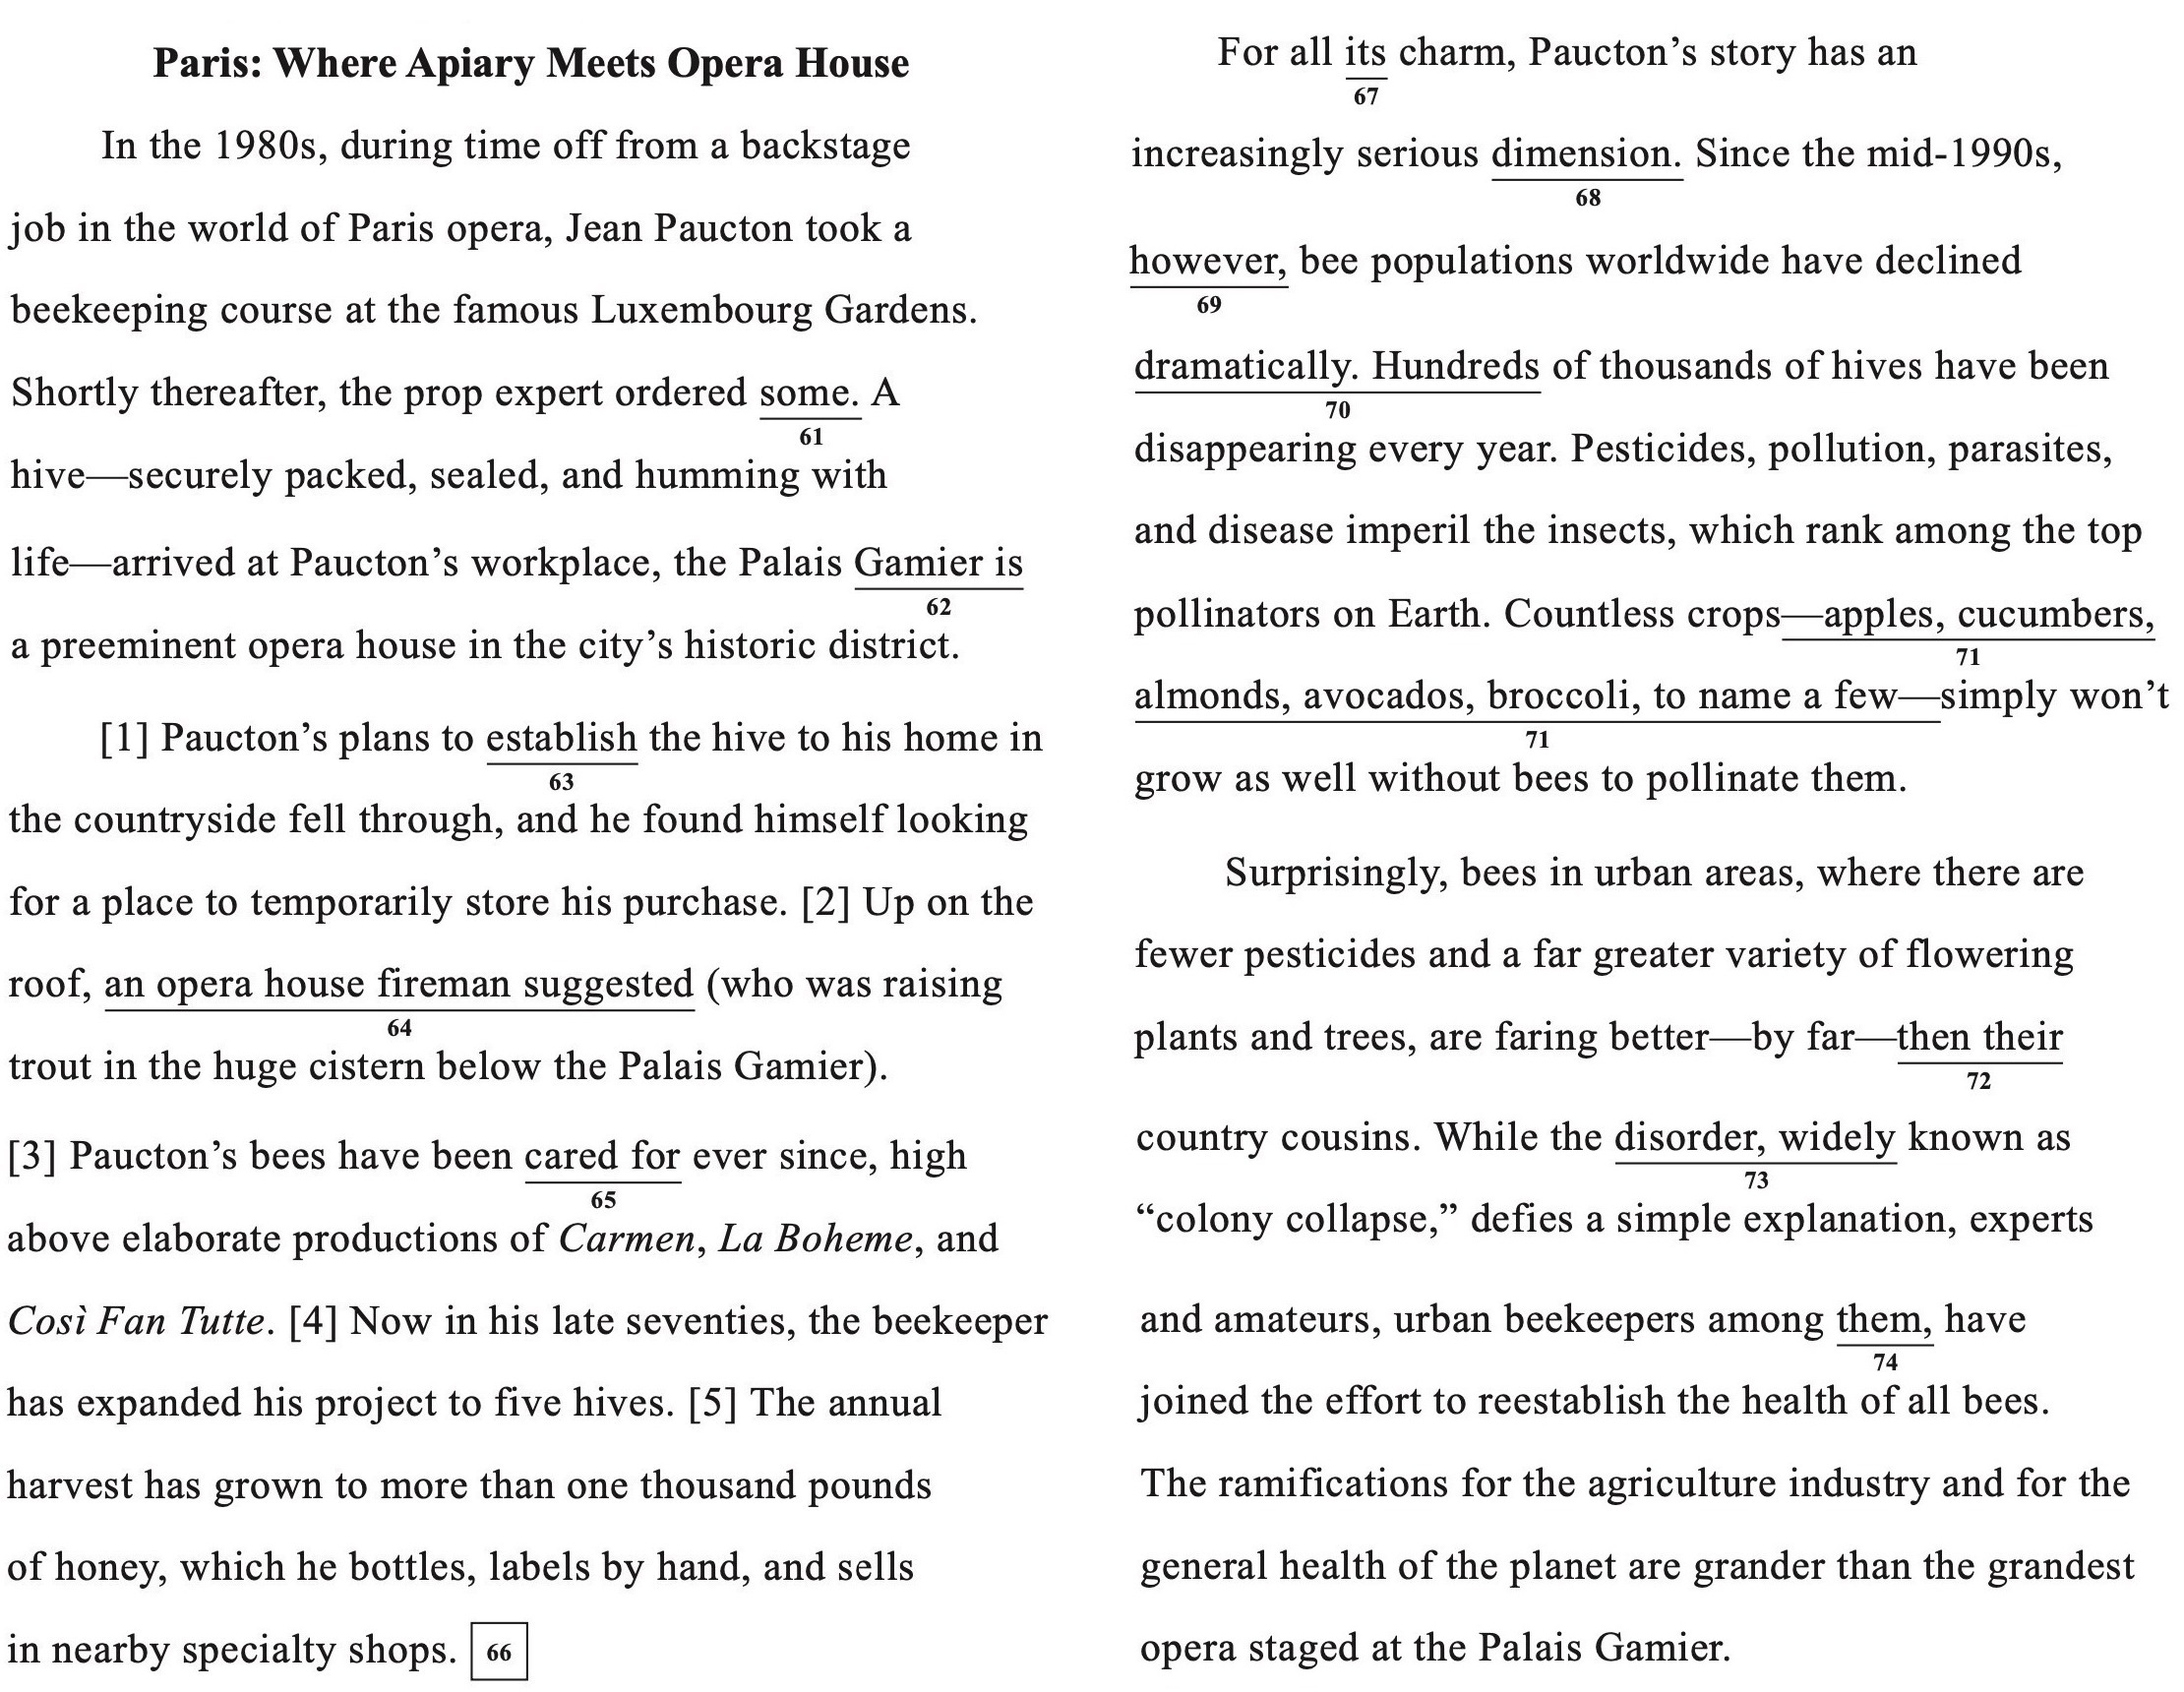 Paris: Where Apiary Meets Opera House
In the 1980s, during time off from a backstage
job in the world of Paris opera, Jean Paucton took a
beekeeping course at the famous Luxembourg Gardens.
Shortly thereafter, the prop expert ordered some. A
61
hive—securely packed, sealed, and humming with
life—arrived at Paucton’s workplace, the Palais Gamier is
62
a preeminent opera house in the city’s historic district.
[1] Paucton’s plans to establish the hive to his home in
63
the countryside fell through, and he found himself looking
for a place to temporarily store his purchase. [2] Up on the
roof, an opera house fireman suggested (who was raising
64
trout in the huge cistern below the Palais Gamier).
[3] Paucton’s bees have been cared for ever since, high
65
above elaborate productions of Carmen, La Boheme, and
Così Fan Tutte. [4] Now in his late seventies, the beekeeper
has expanded his project to five hives. [5] The annual
harvest has grown to more than one thousand pounds
of honey, which he bottles, labels by hand, and sells
in nearby specialty shops. 66
For all its charm, Paucton’s story has an
67
increasingly serious dimension. Since the mid-1990s,
68
however, bee populations worldwide have declined
69
dramatically. Hundreds of thousands of hives have been
70
disappearing every year. Pesticides, pollution, parasites,
and disease imperil the insects, which rank among the top
pollinators on Earth. Countless crops—apples, cucumbers,
71
almonds, avocados, broccoli, to name a few—simply won’t
71
grow as well without bees to pollinate them.
Surprisingly, bees in urban areas, where there are
fewer pesticides and a far greater variety of flowering
plants and trees, are faring better—by far—then their
72
country cousins. While the disorder, widely known as
73
“colony collapse,” defies a simple explanation, experts
and amateurs, urban beekeepers among them, have
74
joined the effort to reestablish the health of all bees.
The ramifications for the agriculture industry and for the
general health of the planet are grander than the grandest
opera staged at the Palais Gamier.